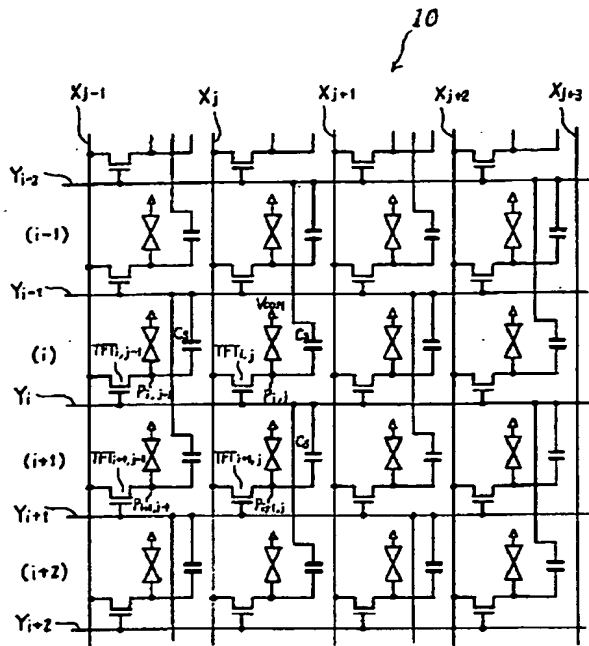 10
Xj-1 Xj Xj+1 Xj+2 Xj+3
Yi-2
(i-1)
Yi-1
VCOM
(i)
TFTi,j-1 Cs TFTi,j Cs
Pi,j-1 Pi,j
Yi
(i+1)
TFTi+1,j-1 TFTi+1,j Cs
Pi+1,j-1 Pi+1,j
Yi+1
(i+2)
Yi+2